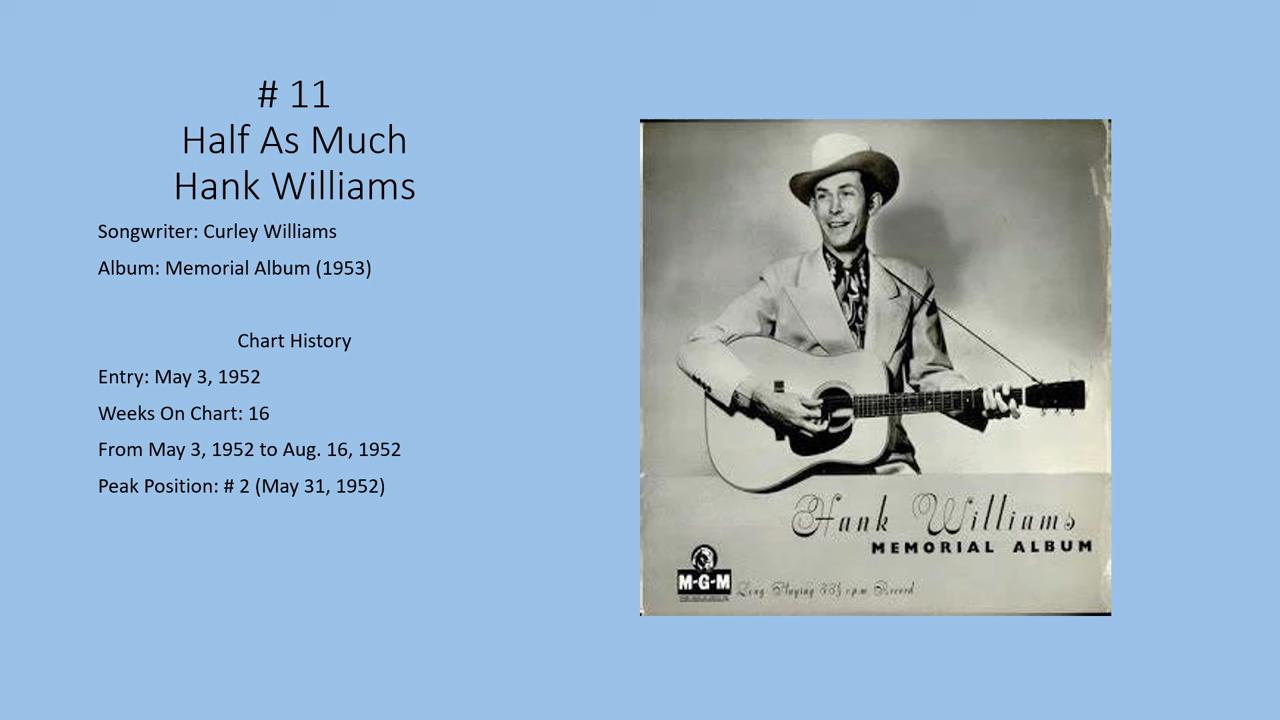 # 11
Half As Much
Hank Williams
Songwriter: Curley Williams
Album: Memorial Album (1953)
Chart History
Entry: May 3, 1952
Weeks On Chart: 16
From May 3, 1952 to Aug. 16, 1952
Peak Position: # 2 (May 31, 1952)
Hank Williams
MEMORIAL ALBUM
M-G-M
Long Playing 33⅓ r.p.m. Record